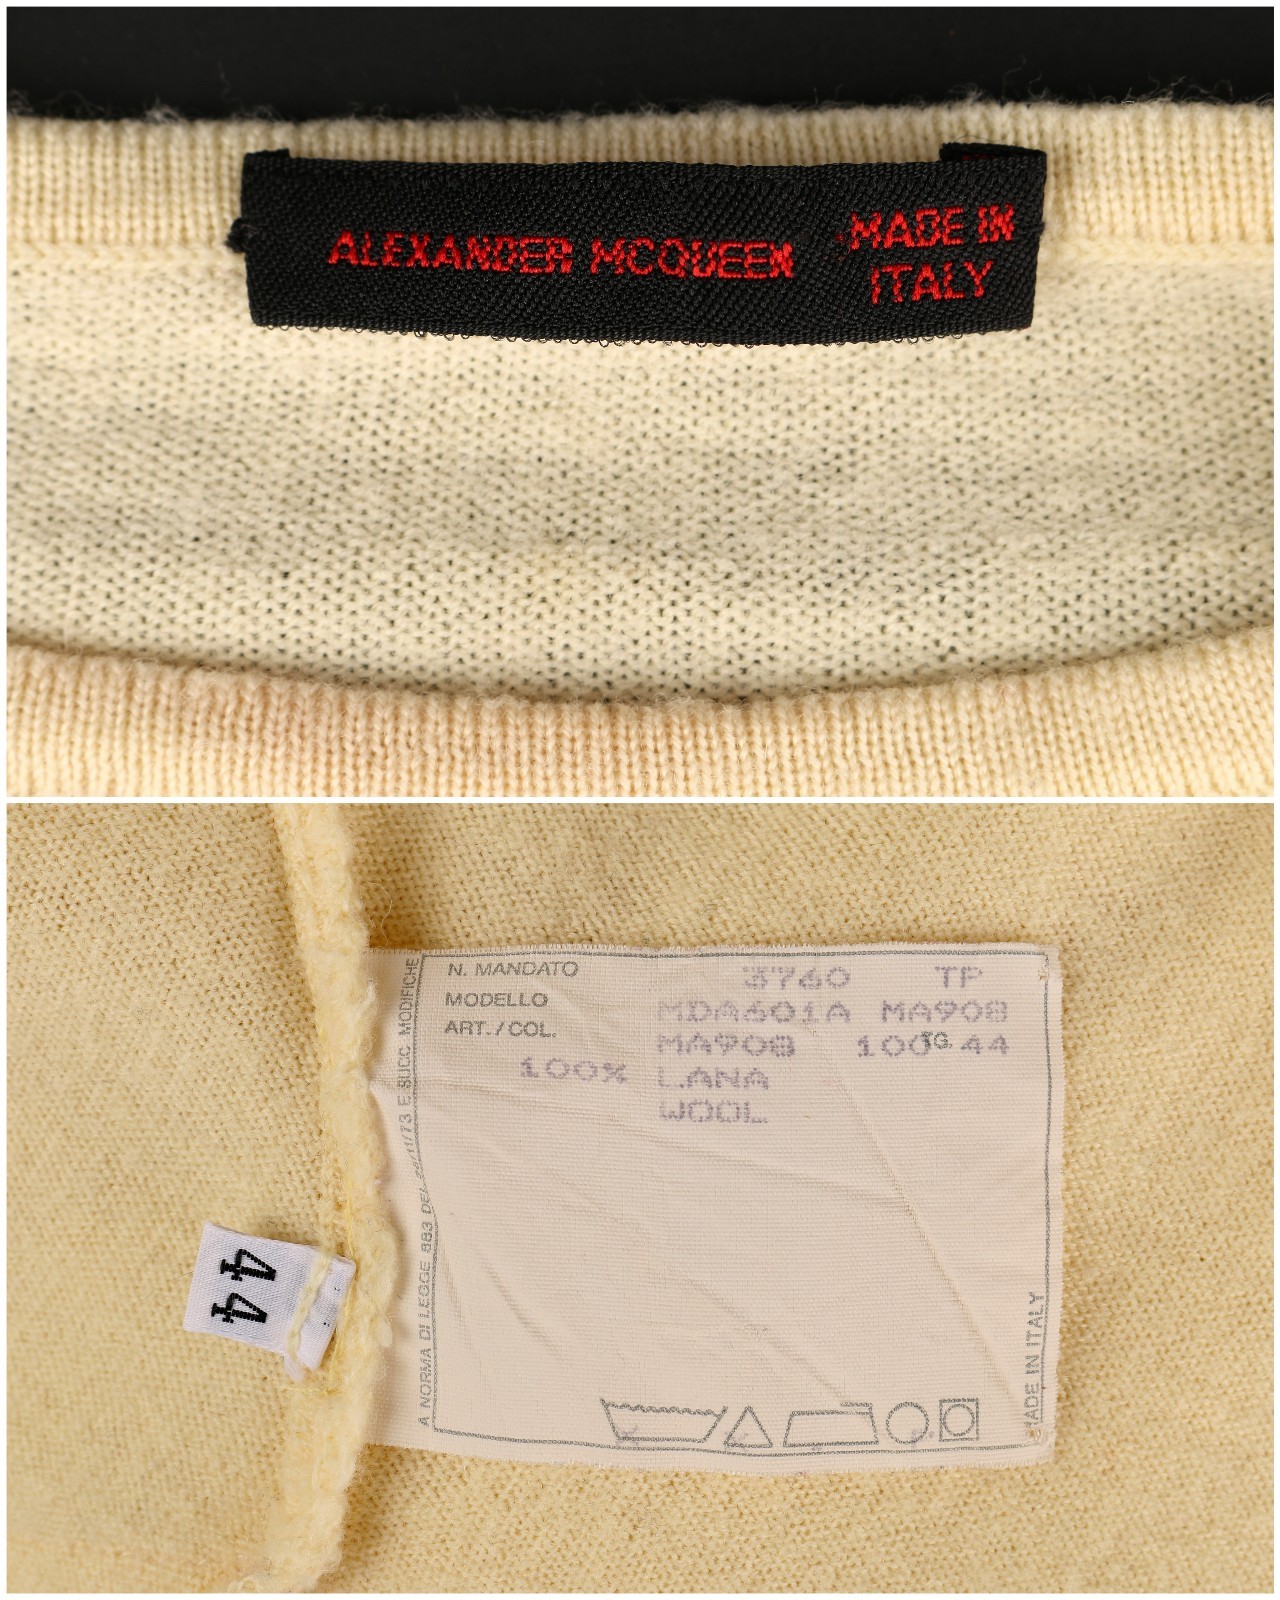 ALEXANDER MCQUEEN
MADE IN
ITALY
N. MANDATO 3760 TP
MODELLO MDA601A MA908
ART./COL. MA908 100 TG. 44
100% LANA
WOOL
A NORMA DI LEGGE 883 DEL 26/11/73 E SUCC MODIFICHE
MADE IN ITALY
44